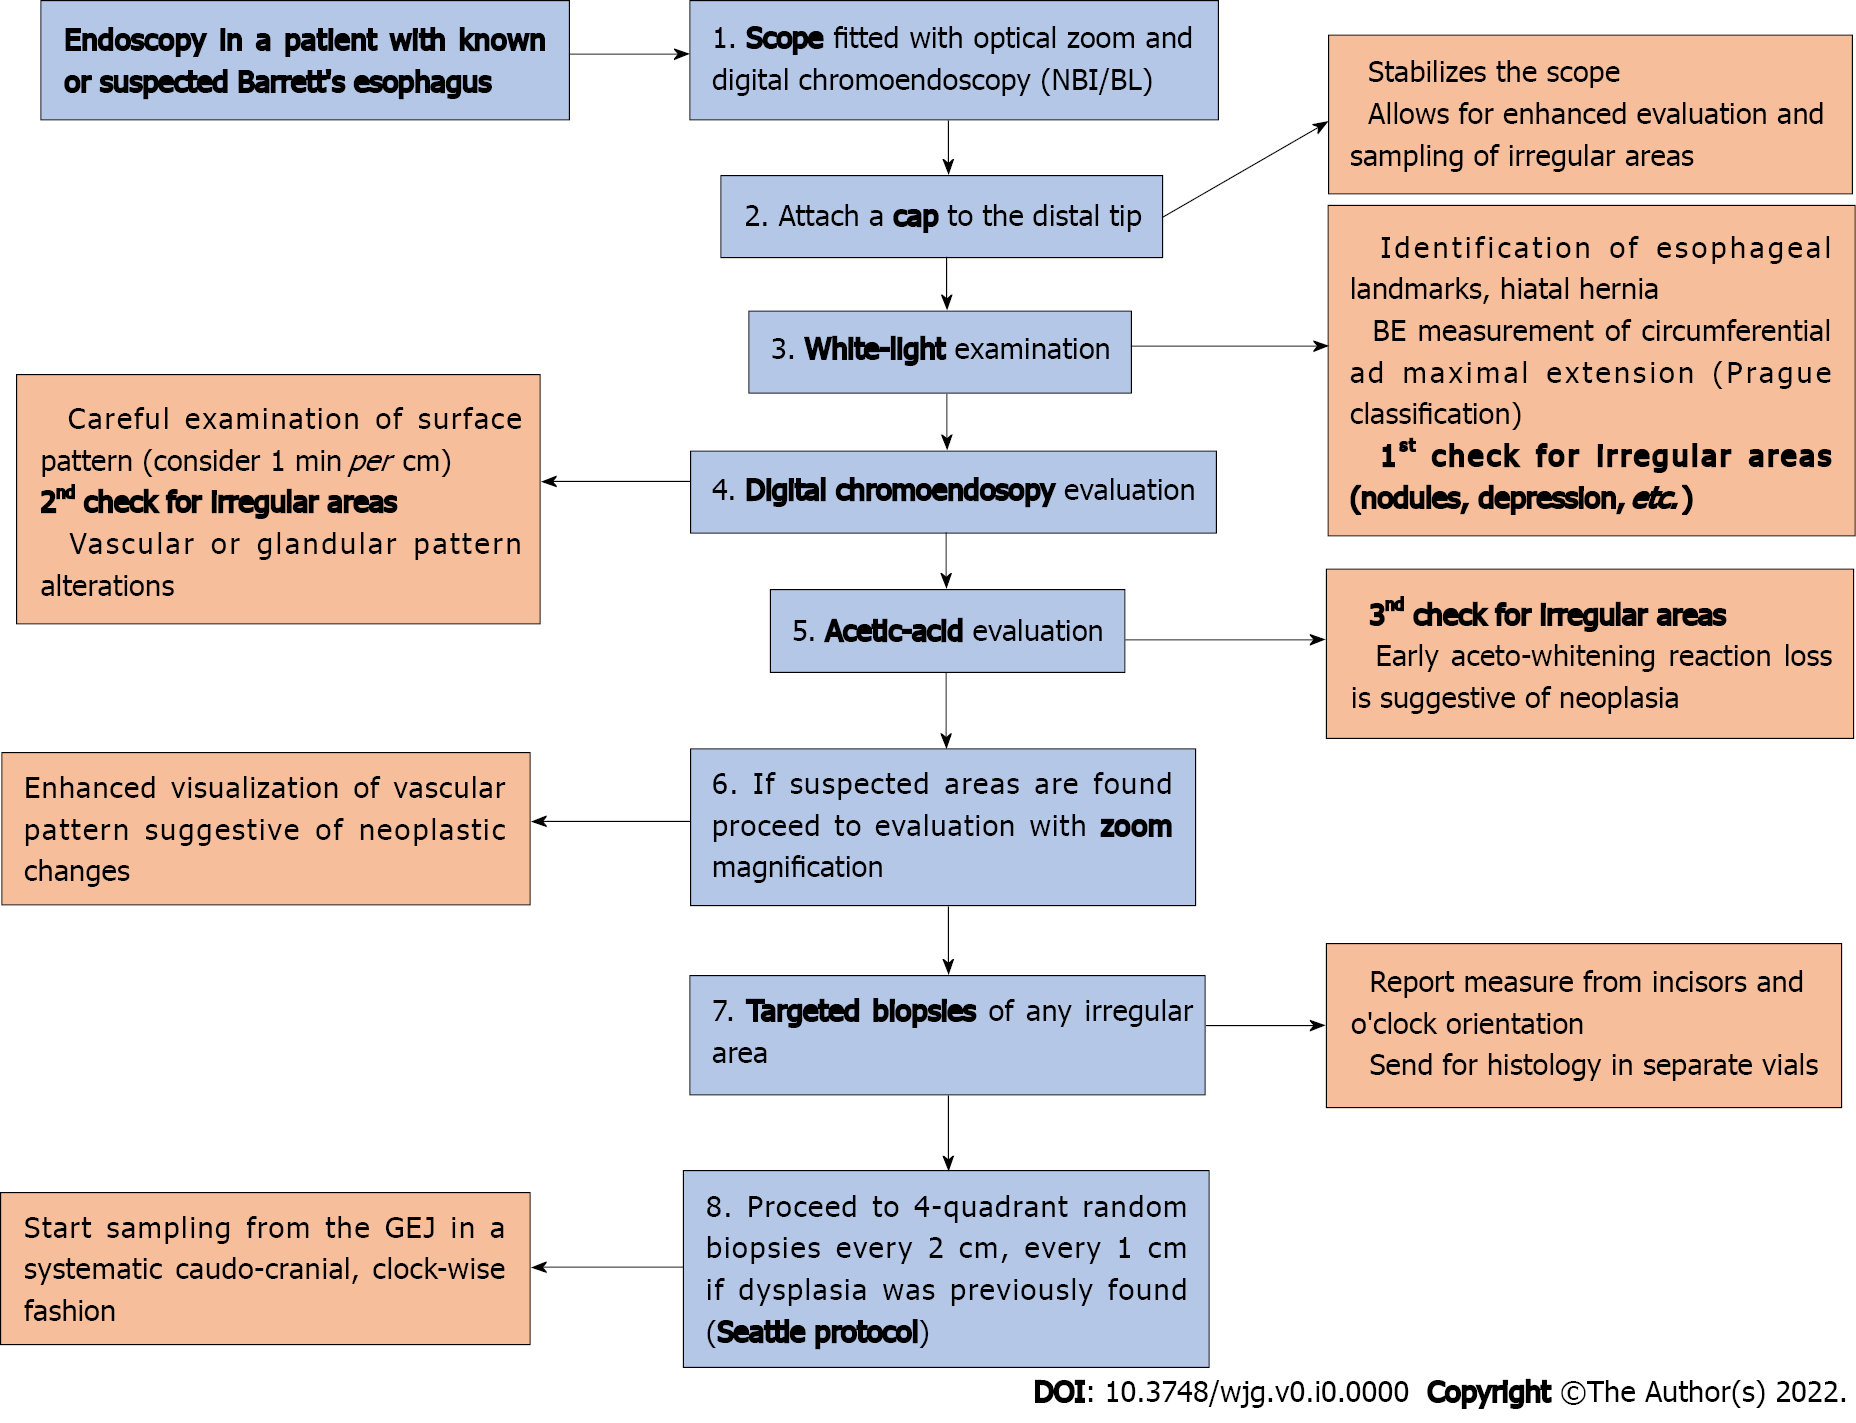 Endoscopy in a patient with known
or suspected Barrett's esophagus
1. Scope fitted with optical zoom and
digital chromoendoscopy (NBI/BL)
2. Attach a cap to the distal tip
Stabilizes the scope
Allows for enhanced evaluation and
sampling of irregular areas
3. White-light examination
Identification of esophageal
landmarks, hiatal hernia
BE measurement of circumferential
ad maximal extension (Prague
classification)
1st check for irregular areas
(nodules, depression, etc.)
4. Digital chromoendosopy evaluation
Careful examination of surface
pattern (consider 1 min per cm)
2nd check for irregular areas
Vascular or glandular pattern
alterations
5. Acetic-acid evaluation
3nd check for irregular areas
Early aceto-whitening reaction loss
is suggestive of neoplasia
6. If suspected areas are found
proceed to evaluation with zoom
magnification
Enhanced visualization of vascular
pattern suggestive of neoplastic
changes
7. Targeted biopsies of any irregular
area
Report measure from incisors and
o'clock orientation
Send for histology in separate vials
8. Proceed to 4-quadrant random
biopsies every 2 cm, every 1 cm
if dysplasia was previously found
(Seattle protocol)
Start sampling from the GEJ in a
systematic caudo-cranial, clock-wise
fashion
DOI: 10.3748/wjg.v0.i0.0000 Copyright ©The Author(s) 2022.